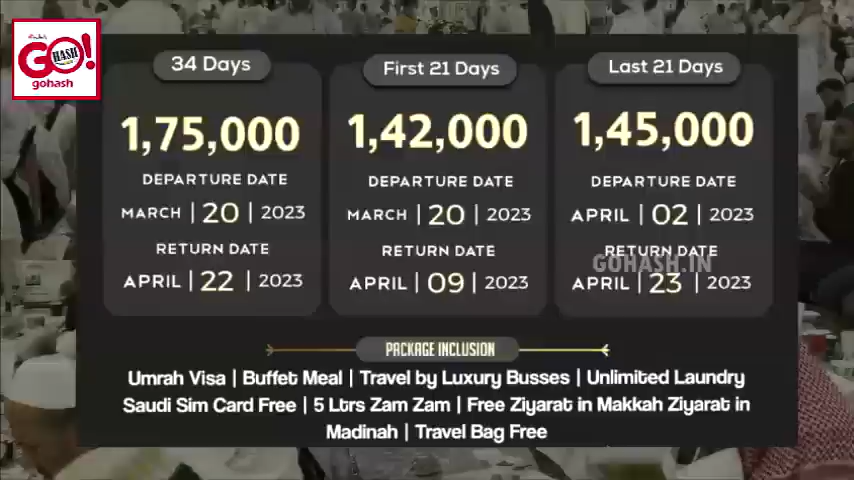 GO!
HASH
gohash
34 Days
1,75,000
DEPARTURE DATE
MARCH | 20 | 2023
RETURN DATE
APRIL | 22 | 2023
First 21 Days
1,42,000
DEPARTURE DATE
MARCH | 20 | 2023
RETURN DATE
APRIL | 09 | 2023
Last 21 Days
1,45,000
DEPARTURE DATE
APRIL | 02 | 2023
RETURN DATE
GOHASH.IN
APRIL | 23 | 2023
PACKAGE INCLUSION
Umrah Visa | Buffet Meal | Travel by Luxury Busses | Unlimited Laundry
Saudi Sim Card Free | 5 Ltrs Zam Zam | Free Ziyarat in Makkah Ziyarat in
Madinah | Travel Bag Free